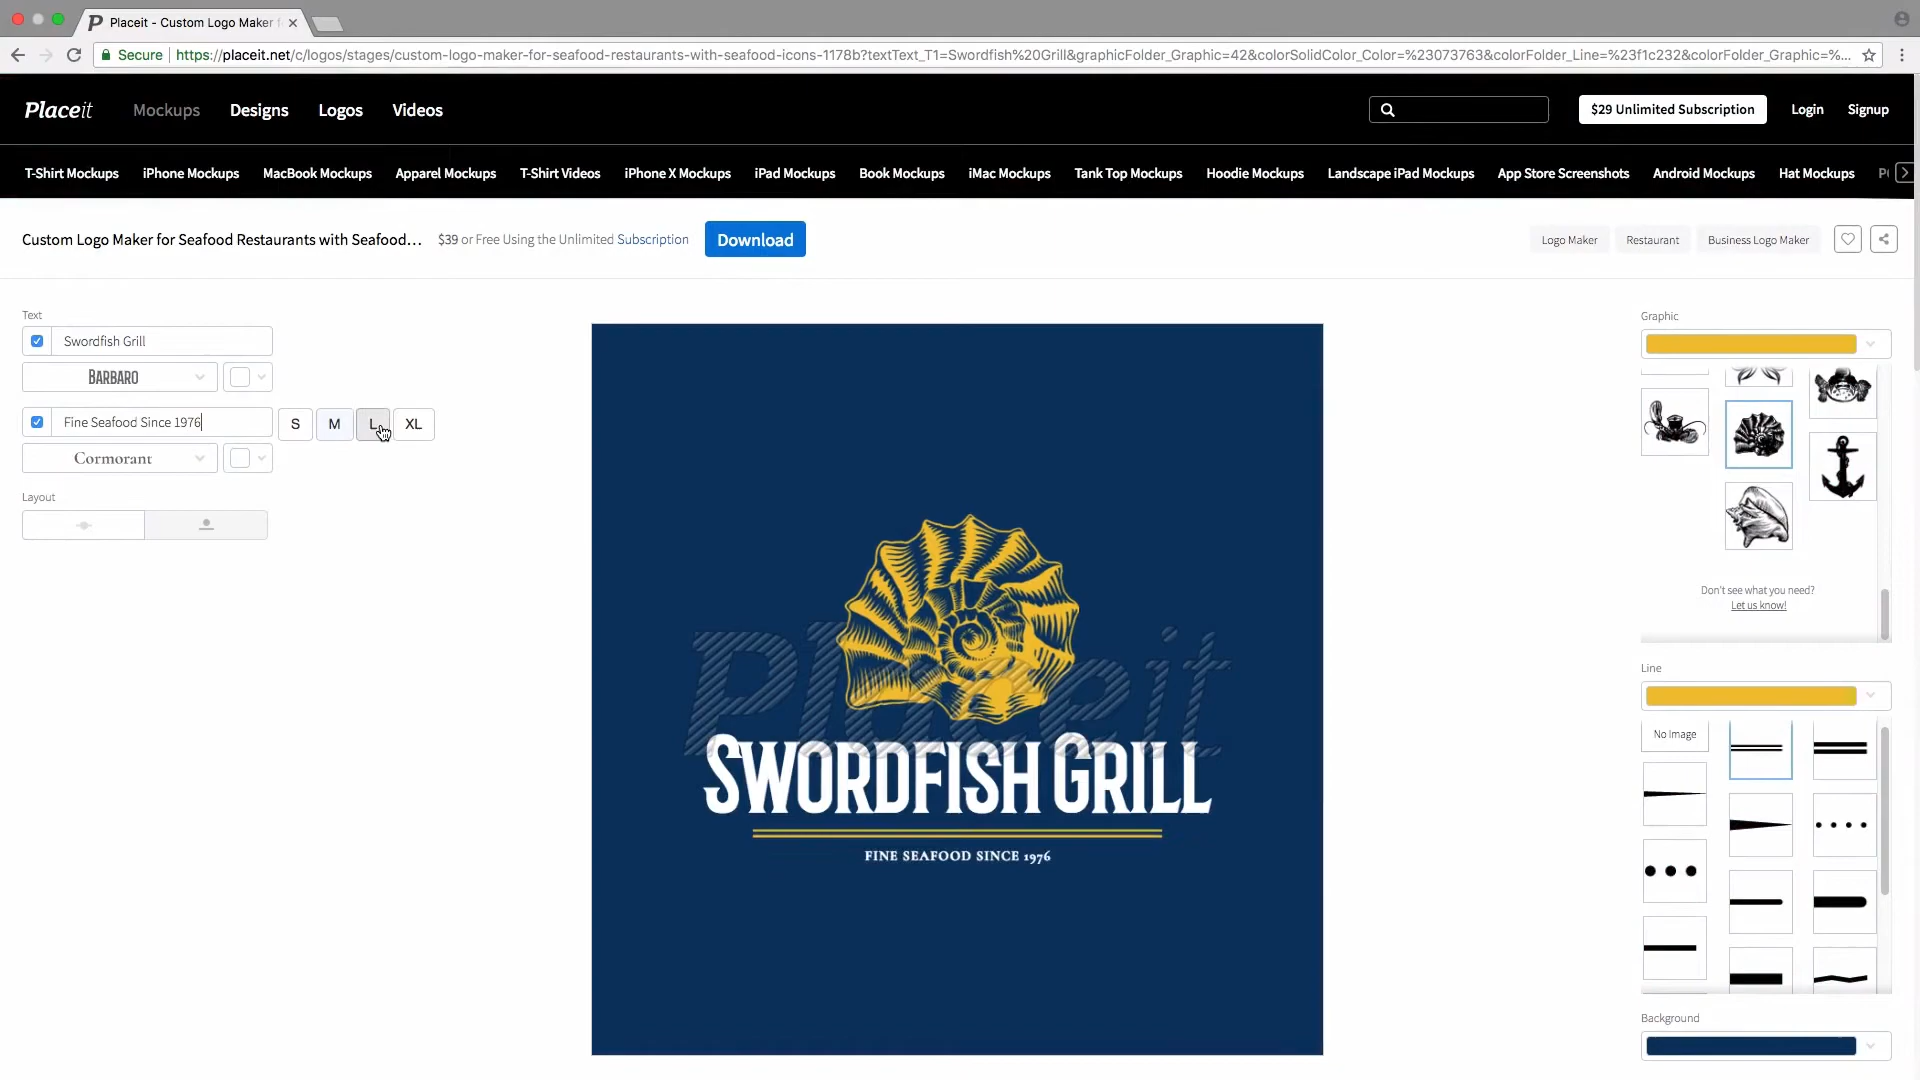 Placeit - Custom Logo Maker f
Secure | https://placeit.net/c/logos/stages/custom-logo-maker-for-seafood-restaurants-with-seafood-icons-1178b?textText_T1=Swordfish%20Grill&graphicFolder_Graphic=42&colorSolidColor_Color=%23073763&colorFolder_Line=%23f1c232&colorFolder_Graphic=%...
Placeit Mockups Designs Logos Videos $29 Unlimited Subscription Login Signup
T-Shirt Mockups iPhone Mockups MacBook Mockups Apparel Mockups T-Shirt Videos iPhone X Mockups iPad Mockups Book Mockups iMac Mockups Tank Top Mockups Hoodie Mockups Landscape iPad Mockups App Store Screenshots Android Mockups Hat Mockups
Custom Logo Maker for Seafood Restaurants with Seafood... $39 or Free Using the Unlimited Subscription Download Logo Maker Restaurant Business Logo Maker
Text
Swordfish Grill
BARBARO
Fine Seafood Since 1976 S M L XL
Cormorant
Layout
Placeit
SWORDFISH GRILL
FINE SEAFOOD SINCE 1976
Graphic
Don't see what you need?
Let us know!
Line
No Image
Background